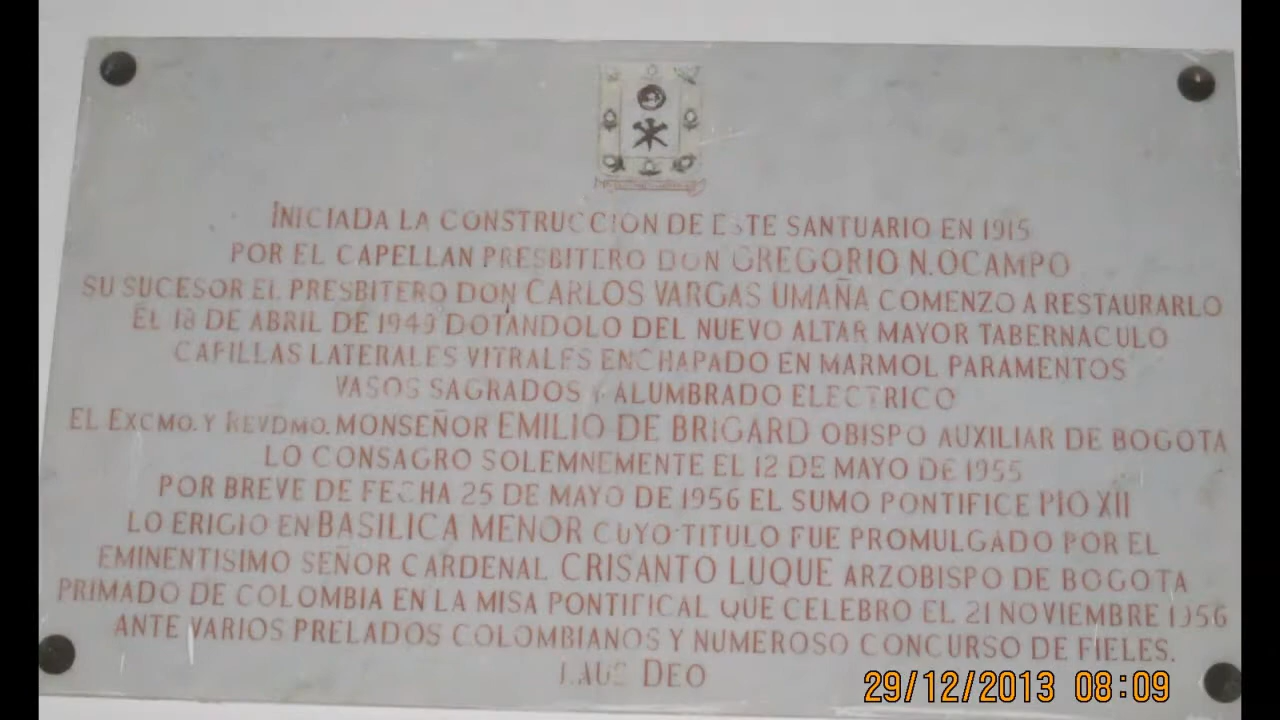 INICIADA LA CONSTRUCCION DE ESTE SANTUARIO EN 1915
POR EL CAPELLAN PRESBITERO DON GREGORIO N. OCAMPO
SU SUCESOR EL PRESBITERO DON CARLOS VARGAS UMAÑA COMENZO A RESTAURARLO
EL 18 DE ABRIL DE 1949 DOTANDOLO DEL NUEVO ALTAR MAYOR TABERNACULO
CAPILLAS LATERALES VITRALES ENCHAPADO EN MARMOL PARAMENTOS
VASOS SAGRADOS Y ALUMBRADO ELECTRICO
EL EXCMO. Y REVDMO. MONSEÑOR EMILIO DE BRIGARD OBISPO AUXILIAR DE BOGOTA
LO CONSAGRO SOLEMNEMENTE EL 12 DE MAYO DE 1955
POR BREVE DE FECHA 25 DE MAYO DE 1956 EL SUMO PONTIFICE PIO XII
LO ERIGIO EN BASILICA MENOR CUYO TITULO FUE PROMULGADO POR EL
EMINENTISIMO SEÑOR CARDENAL CRISANTO LUQUE ARZOBISPO DE BOGOTA
PRIMADO DE COLOMBIA EN LA MISA PONTIFICAL QUE CELEBRO EL 21 NOVIEMBRE 1956
ANTE VARIOS PRELADOS COLOMBIANOS Y NUMEROSO CONCURSO DE FIELES.
LAUS DEO
29/12/2013 08:09